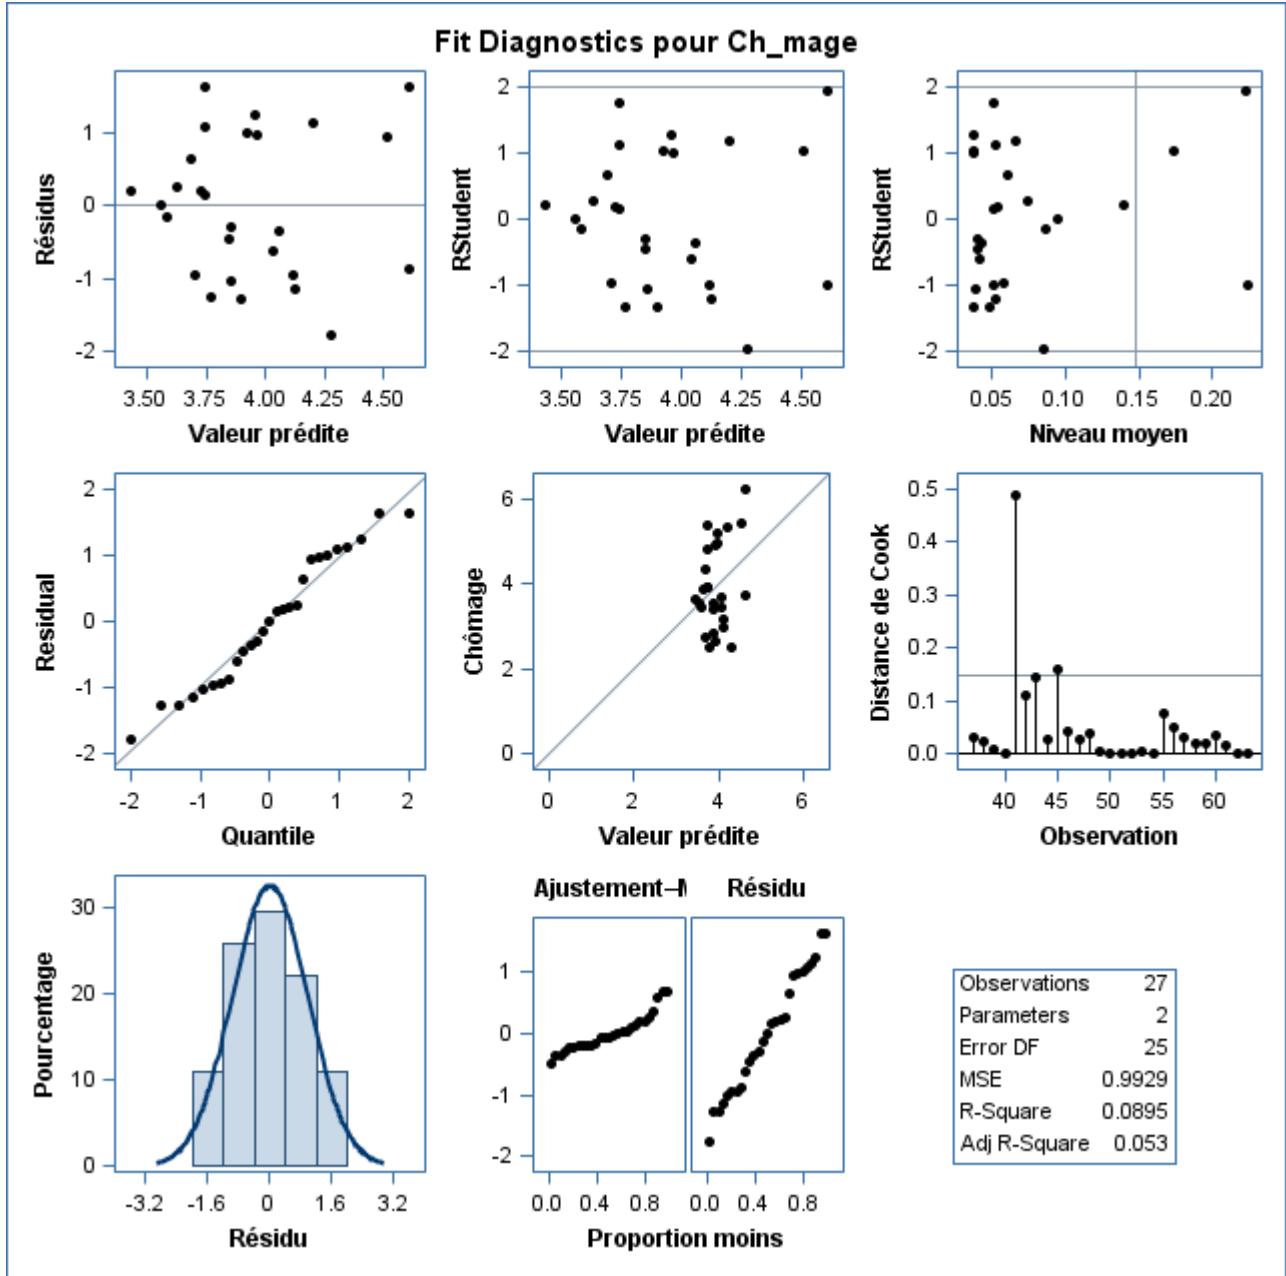 Fit Diagnostics pour Ch_mage
Résidus
1
0
-1
-2
3.50 3.75 4.00 4.25 4.50
Valeur prédite
RStudent
2
1
0
-1
-2
3.50 3.75 4.00 4.25 4.50
Valeur prédite
RStudent
2
1
0
-1
-2
0.05 0.10 0.15 0.20
Niveau moyen
Residual
2
1
0
-1
-2
-2 -1 0 1 2
Quantile
Chômage
6
4
2
0
0 2 4 6
Valeur prédite
Distance de Cook
0.5
0.4
0.3
0.2
0.1
0.0
40 45 50 55 60
Observation
Pourcentage
30
20
10
0
-3.2 -1.6 0 1.6 3.2
Résidu
Ajustement–M Résidu
1
0
-1
-2
0.0 0.4 0.8 0.0 0.4 0.8
Proportion moins
Observations 27
Parameters 2
Error DF 25
MSE 0.9929
R-Square 0.0895
Adj R-Square 0.053